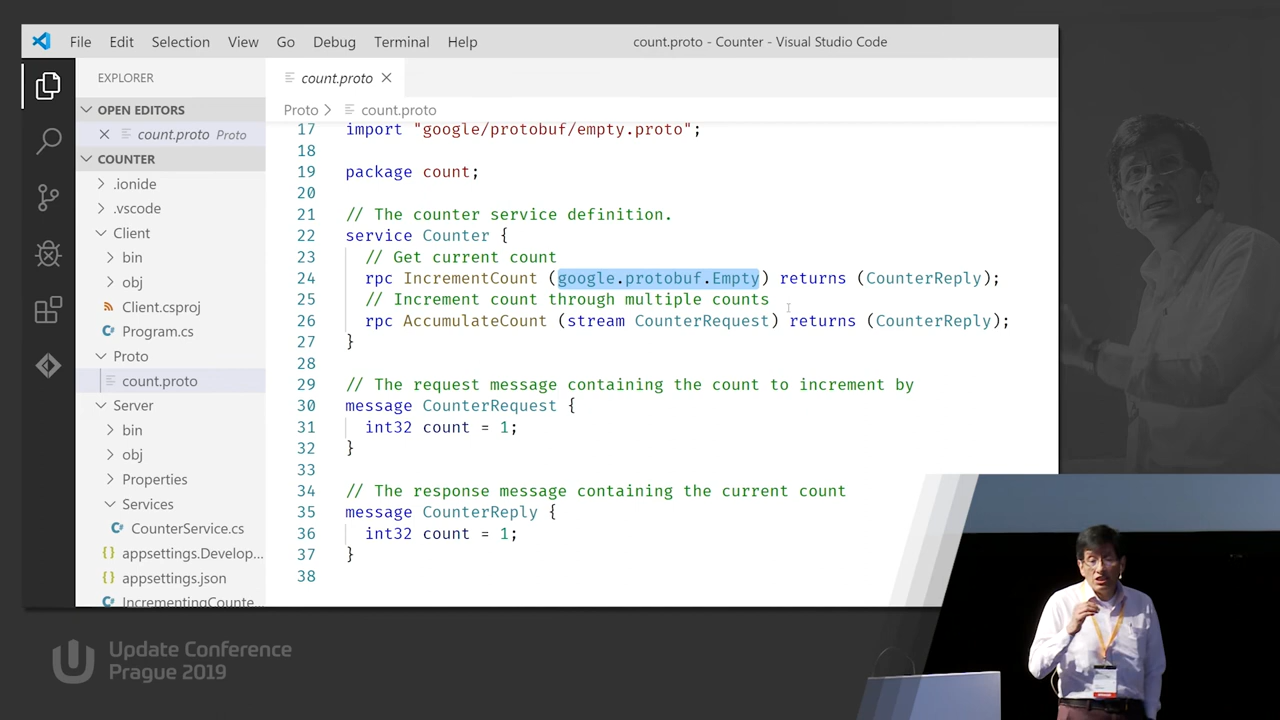 File Edit Selection View Go Debug Terminal Help count.proto - Counter - Visual Studio Code
EXPLORER
OPEN EDITORS
count.proto Proto
COUNTER
.ionide
.vscode
Client
bin
obj
Client.csproj
Program.cs
Proto
count.proto
Server
bin
obj
Properties
Services
CounterService.cs
{} appsettings.Develop...
{} appsettings.json
IncrementingCounte...
count.proto
Proto > count.proto
17 import "google/protobuf/empty.proto";
18
19 package count;
20
21 // The counter service definition.
22 service Counter {
23 // Get current count
24 rpc IncrementCount (google.protobuf.Empty) returns (CounterReply);
25 // Increment count through multiple counts
26 rpc AccumulateCount (stream CounterRequest) returns (CounterReply);
27 }
28
29 // The request message containing the count to increment by
30 message CounterRequest {
31 int32 count = 1;
32 }
33
34 // The response message containing the current count
35 message CounterReply {
36 int32 count = 1;
37 }
38
Update Conference
Prague 2019